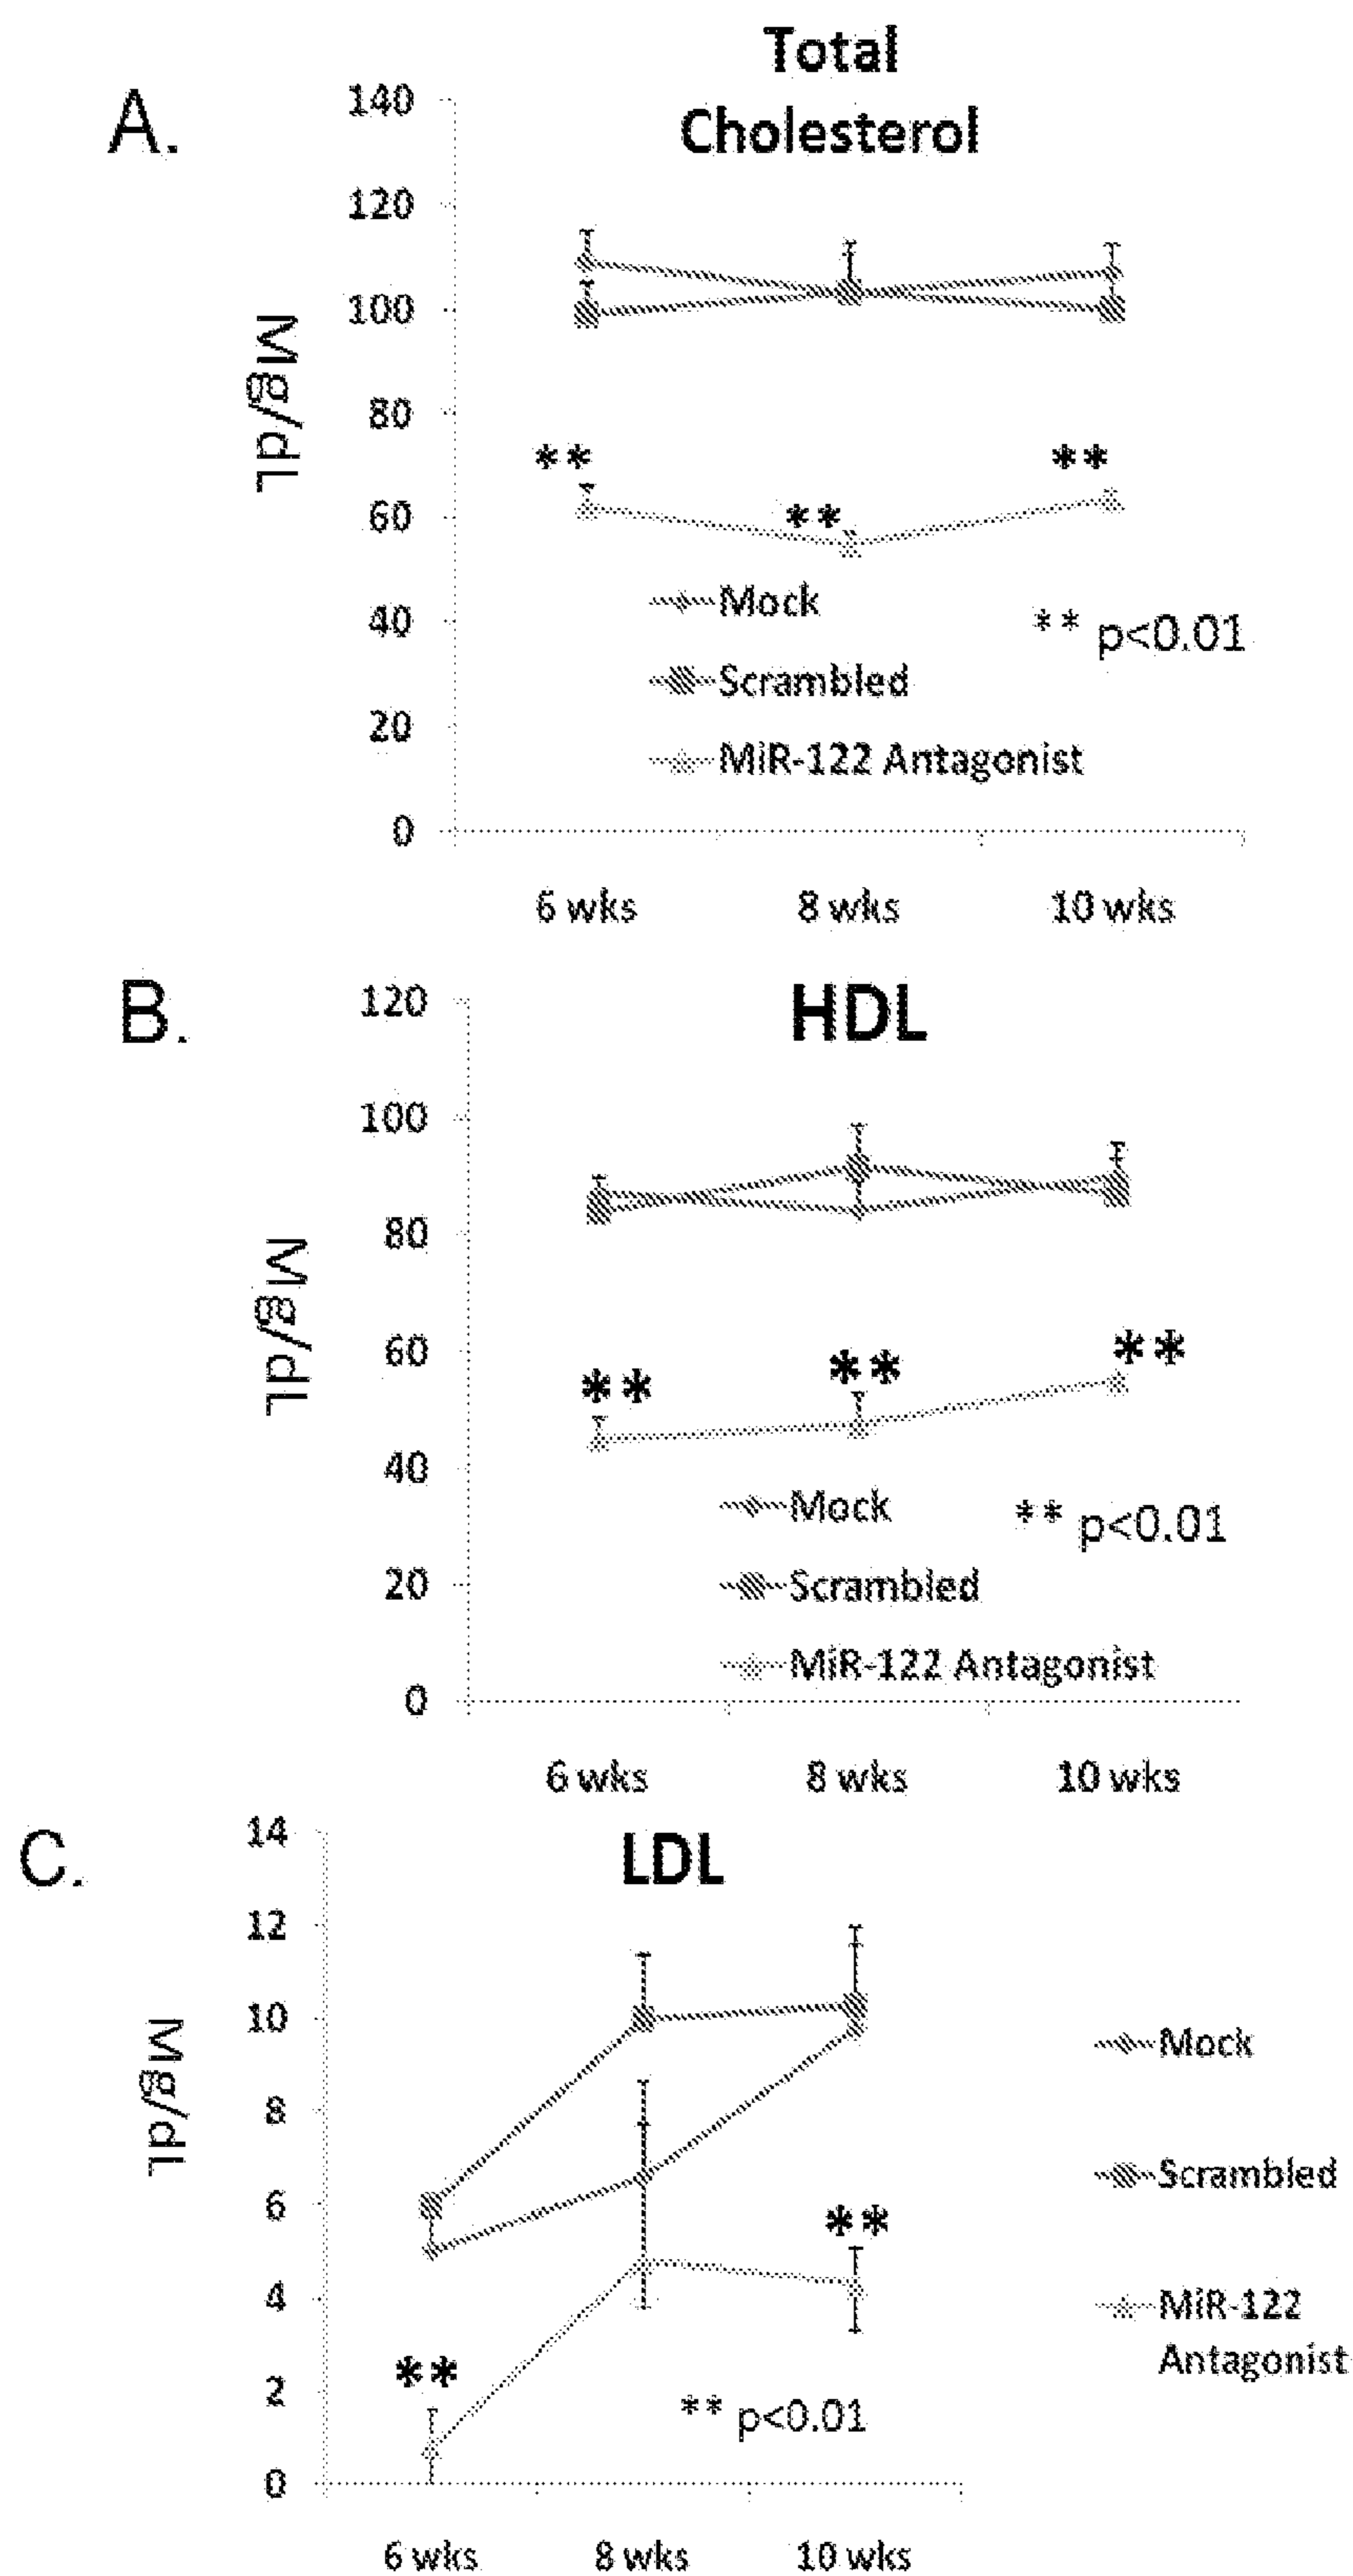 A.
Total
Cholesterol
140
120
100
80
60
40
20
0
Mg/dL
**
**
**
Mock
Scrambled
MiR-122 Antagonist
** p<0.01
6 wks 8 wks 10 wks
B.
HDL
120
100
80
60
40
20
0
Mg/dL
**
**
**
Mock
Scrambled
MiR-122 Antagonist
** p<0.01
6 wks 8 wks 10 wks
C.
LDL
14
12
10
8
6
4
2
0
Mg/dL
**
**
** p<0.01
Mock
Scrambled
MiR-122
Antagonist
6 wks 8 wks 10 wks